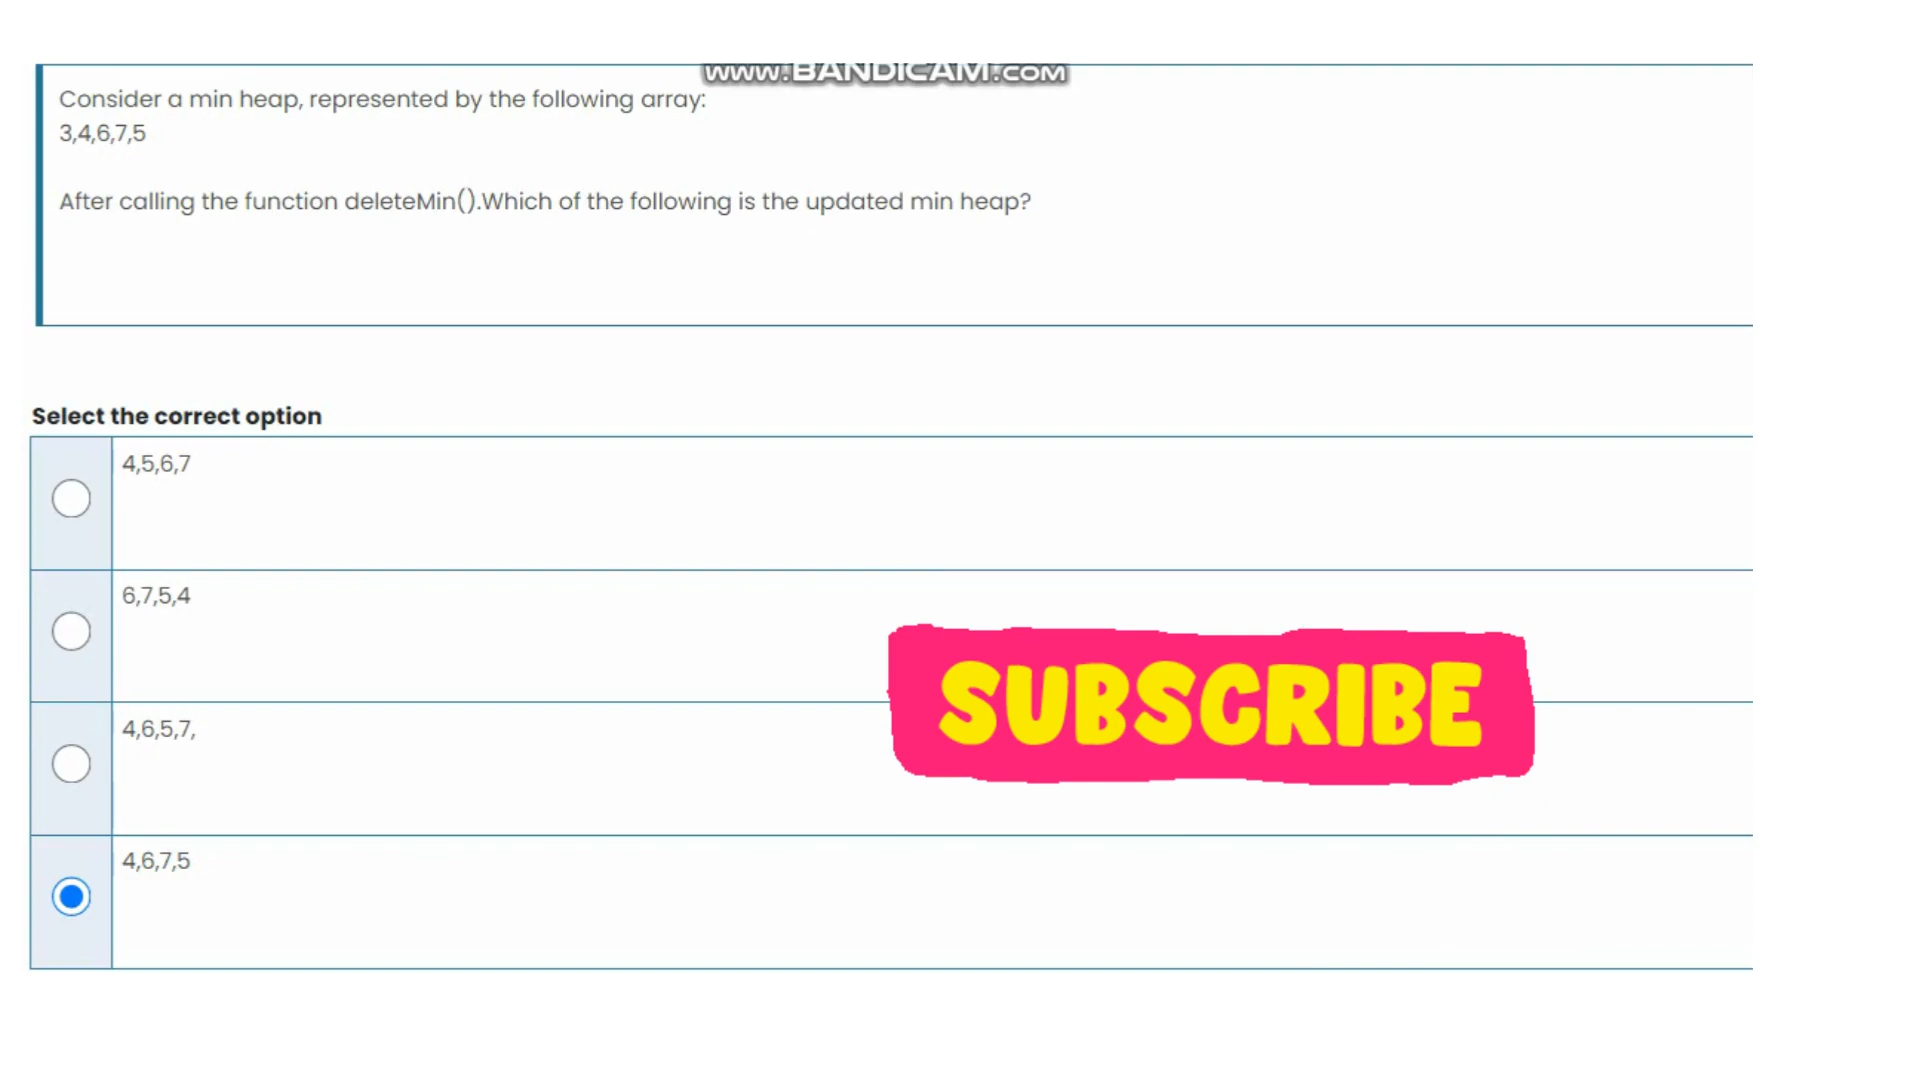 www.BANDICAM.COM
Consider a min heap, represented by the following array:
3,4,6,7,5
After calling the function deleteMin().Which of the following is the updated min heap?
Select the correct option
4,5,6,7
6,7,5,4
SUBSCRIBE
4,6,5,7,
4,6,7,5